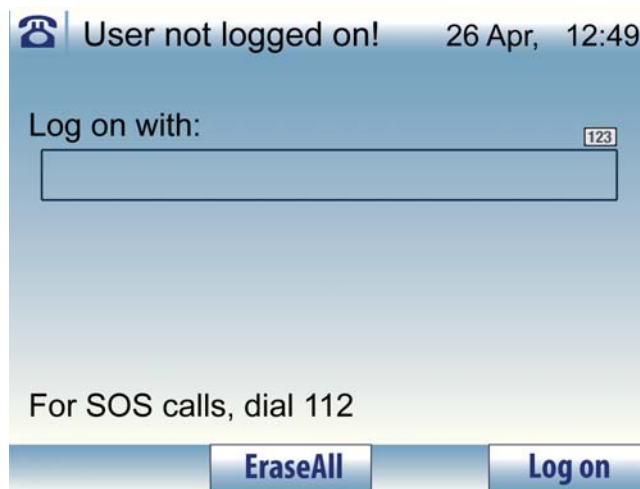 User not logged on! 26 Apr, 12:49
Log on with:
123
For SOS calls, dial 112
EraseAll Log on